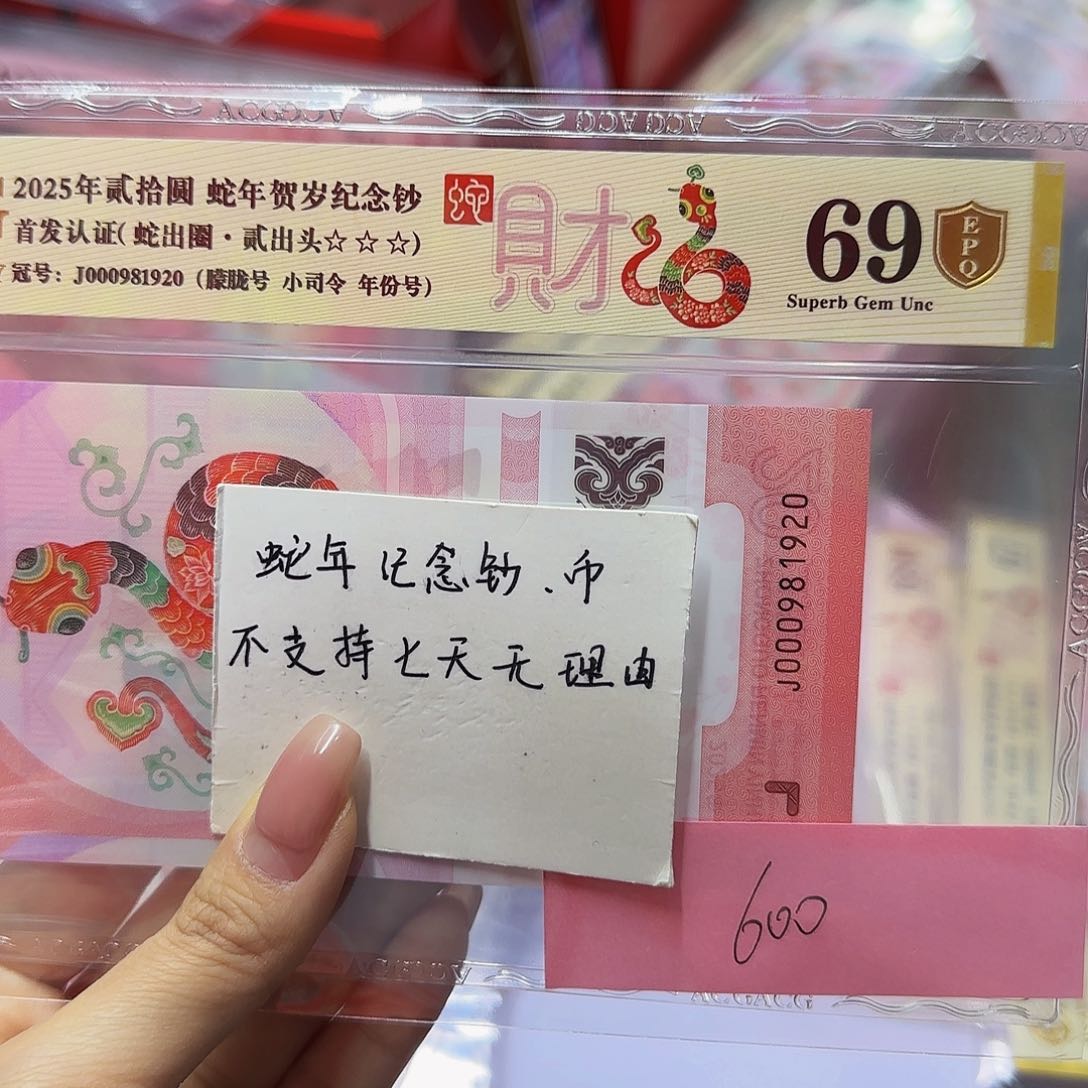 2025年贰拾圆 蛇年贺岁纪念钞
首发认证(蛇出圈·贰出头☆☆☆)
冠号：J000981920（朦胧号 小司令 年份号）
財
69
EPQ
Superb Gem Unc
蛇年纪念钞、币
不支持七天无理由
J000981920
600
ACGACG